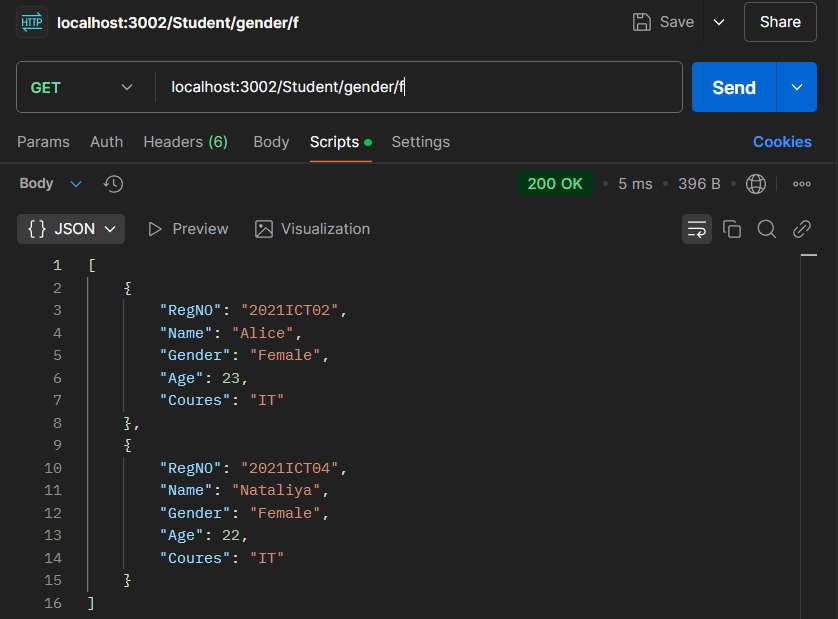 HTTP localhost:3002/Student/gender/f Save Share
GET localhost:3002/Student/gender/f Send
Params Auth Headers (6) Body Scripts Settings Cookies
Body 200 OK 5 ms 396 B
{} JSON Preview Visualization
1 [
2 {
3 "RegNO": "2021ICT02",
4 "Name": "Alice",
5 "Gender": "Female",
6 "Age": 23,
7 "Coures": "IT"
8 },
9 {
10 "RegNO": "2021ICT04",
11 "Name": "Nataliya",
12 "Gender": "Female",
13 "Age": 22,
14 "Coures": "IT"
15 }
16 ]